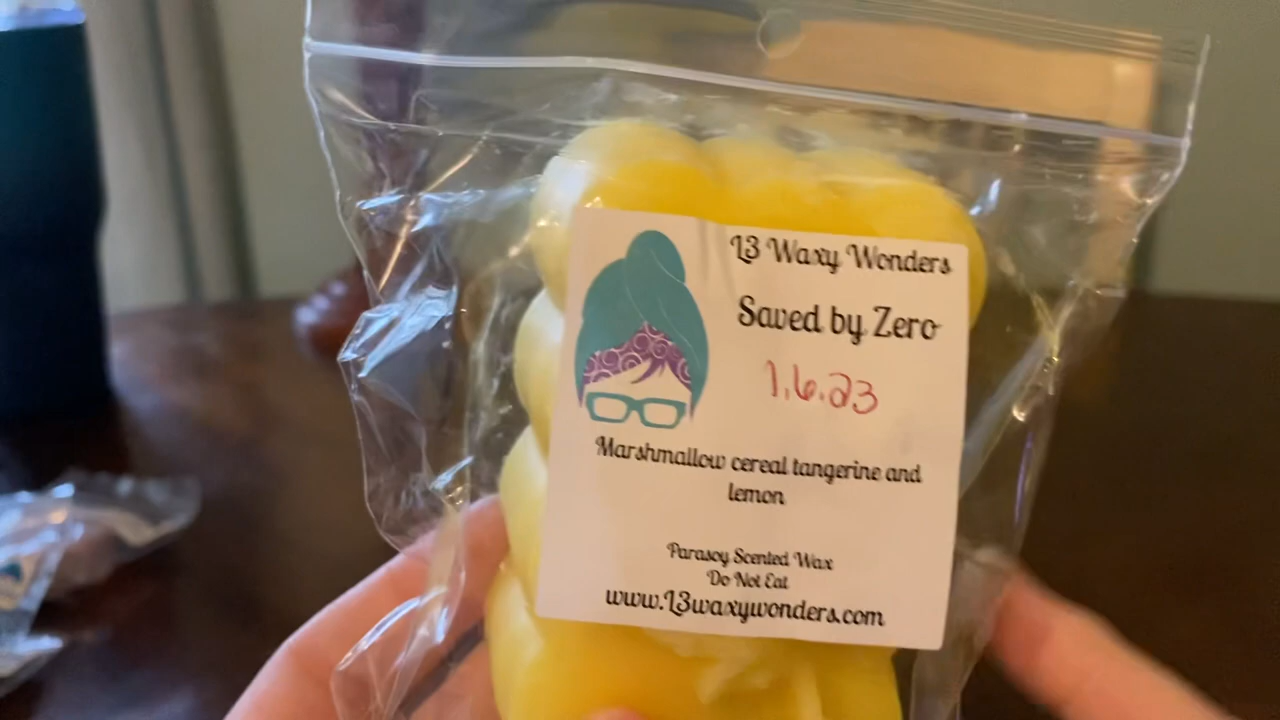 L3 Waxy Wonders
Saved by Zero
1.6.23
Marshmallow cereal tangerine and
lemon
Parasoy Scented Wax
Do Not Eat
www.L3waxywonders.com